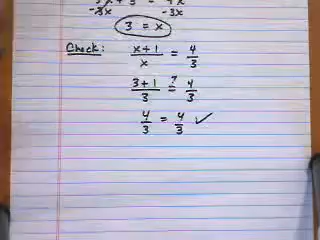 -3x -3x
3 = x
Check: (x+1)/x = 4/3
(3+1)/3 ?= 4/3
4/3 = 4/3 ✓